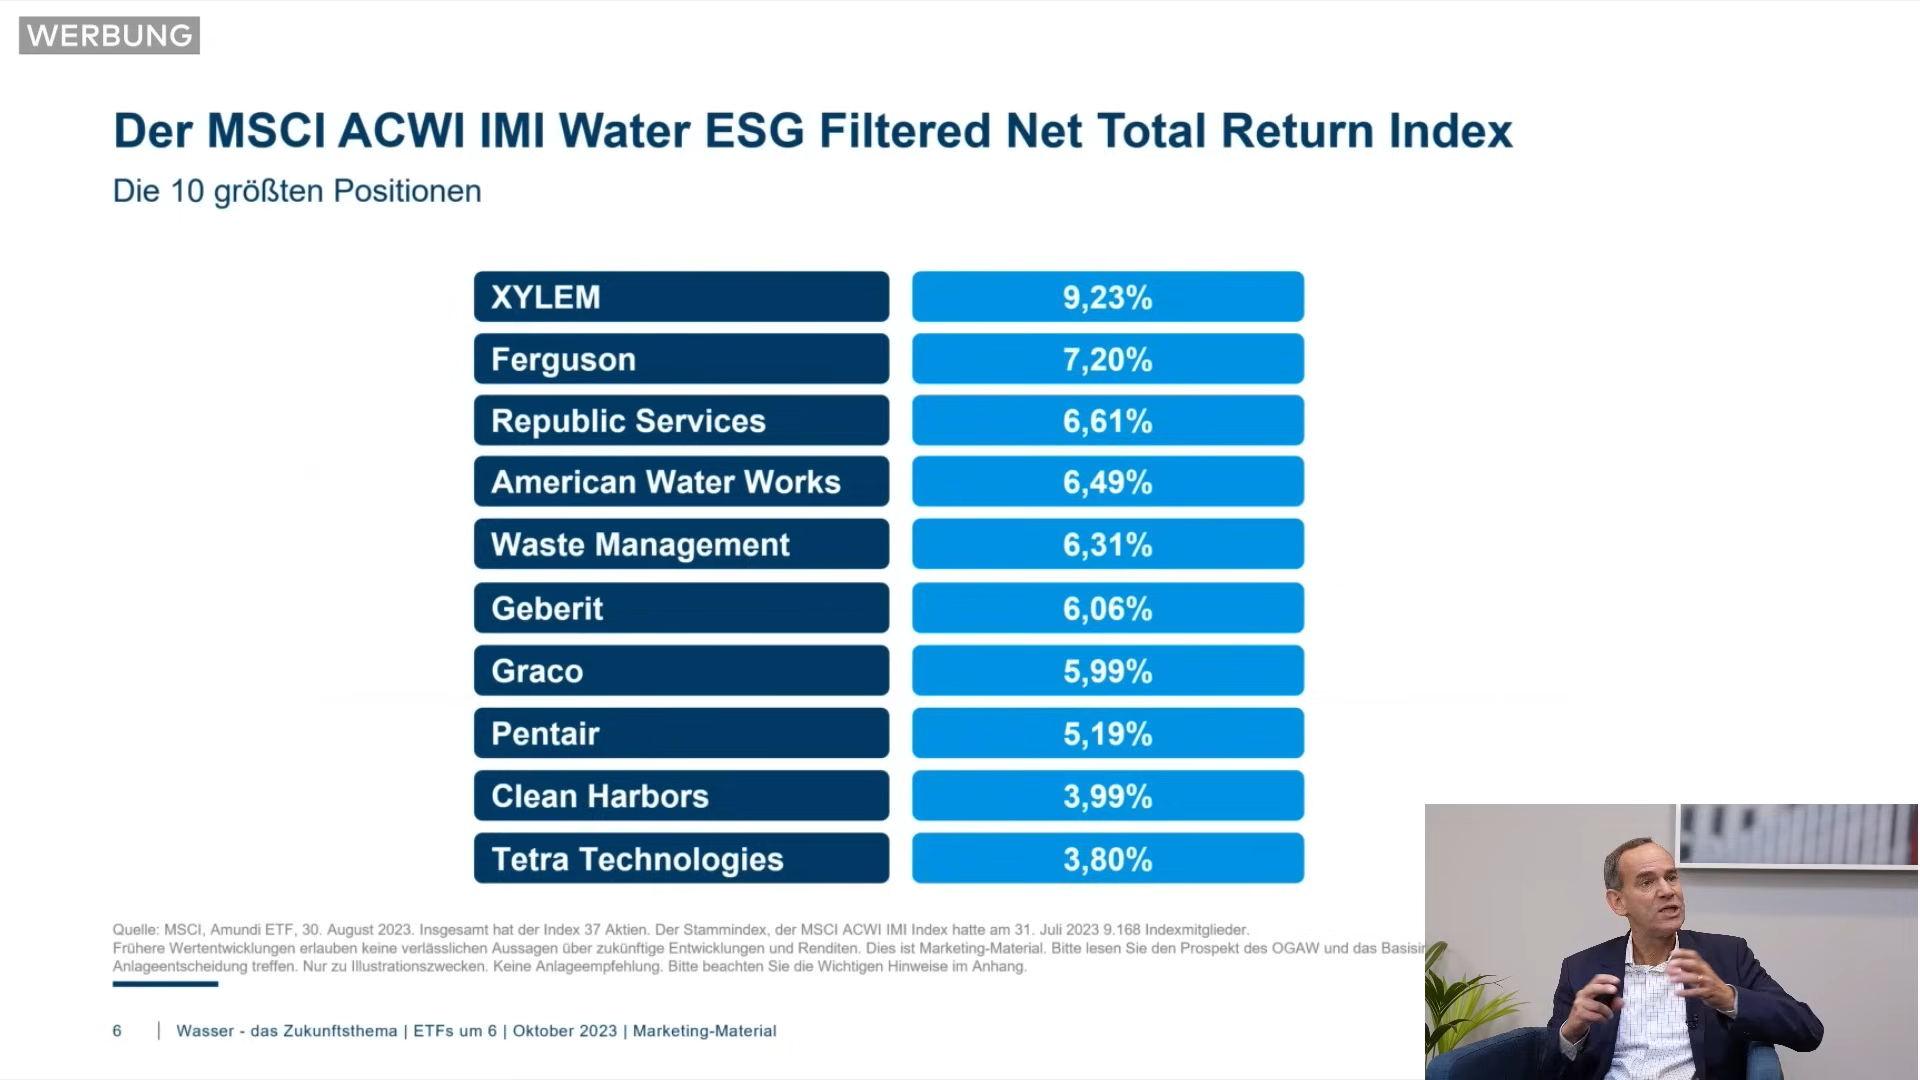 WERBUNG
Der MSCI ACWI IMI Water ESG Filtered Net Total Return Index
Die 10 größten Positionen
XYLEM 9,23%
Ferguson 7,20%
Republic Services 6,61%
American Water Works 6,49%
Waste Management 6,31%
Geberit 6,06%
Graco 5,99%
Pentair 5,19%
Clean Harbors 3,99%
Tetra Technologies 3,80%
Quelle: MSCI, Amundi ETF, 30. August 2023. Insgesamt hat der Index 37 Aktien. Der Stammindex, der MSCI ACWI IMI Index hatte am 31. Juli 2023 9.168 Indexmitglieder.
Frühere Wertentwicklungen erlauben keine verlässlichen Aussagen über zukünftige Entwicklungen und Renditen. Dies ist Marketing-Material. Bitte lesen Sie den Prospekt des OGAW und das
Anlageentscheidung treffen. Nur zu Illustrationszwecken. Keine Anlageempfehlung. Bitte beachten Sie die Wichtigen Hinweise im Anhang.
6 | Wasser - das Zukunftsthema | ETFs um 6 | Oktober 2023 | Marketing-Material